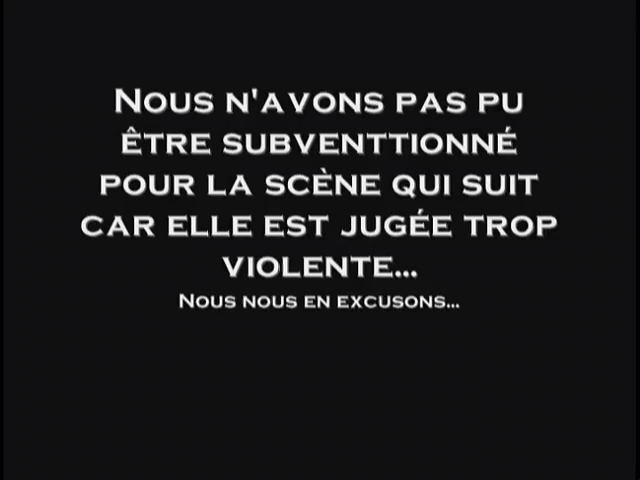 Nous n'avons pas pu
être subventtionné
pour la scène qui suit
car elle est jugée trop
violente...
Nous nous en excusons...